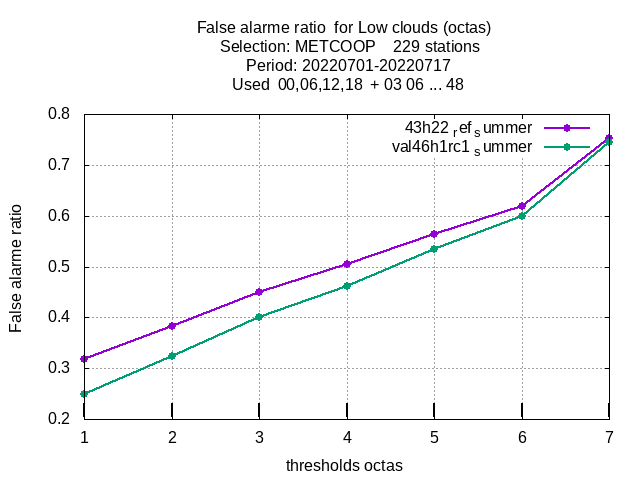 False alarme ratio  for Low clouds (octas)
Selection: METCOOP    229 stations
Period: 20220701-20220717
Used  00,06,12,18  + 03 06 ... 48
43h22 ref summer
val46h1rc1 summer
0.8
0.7
0.6
0.5
0.4
0.3
0.2
False alarme ratio
1 2 3 4 5 6 7
thresholds octas